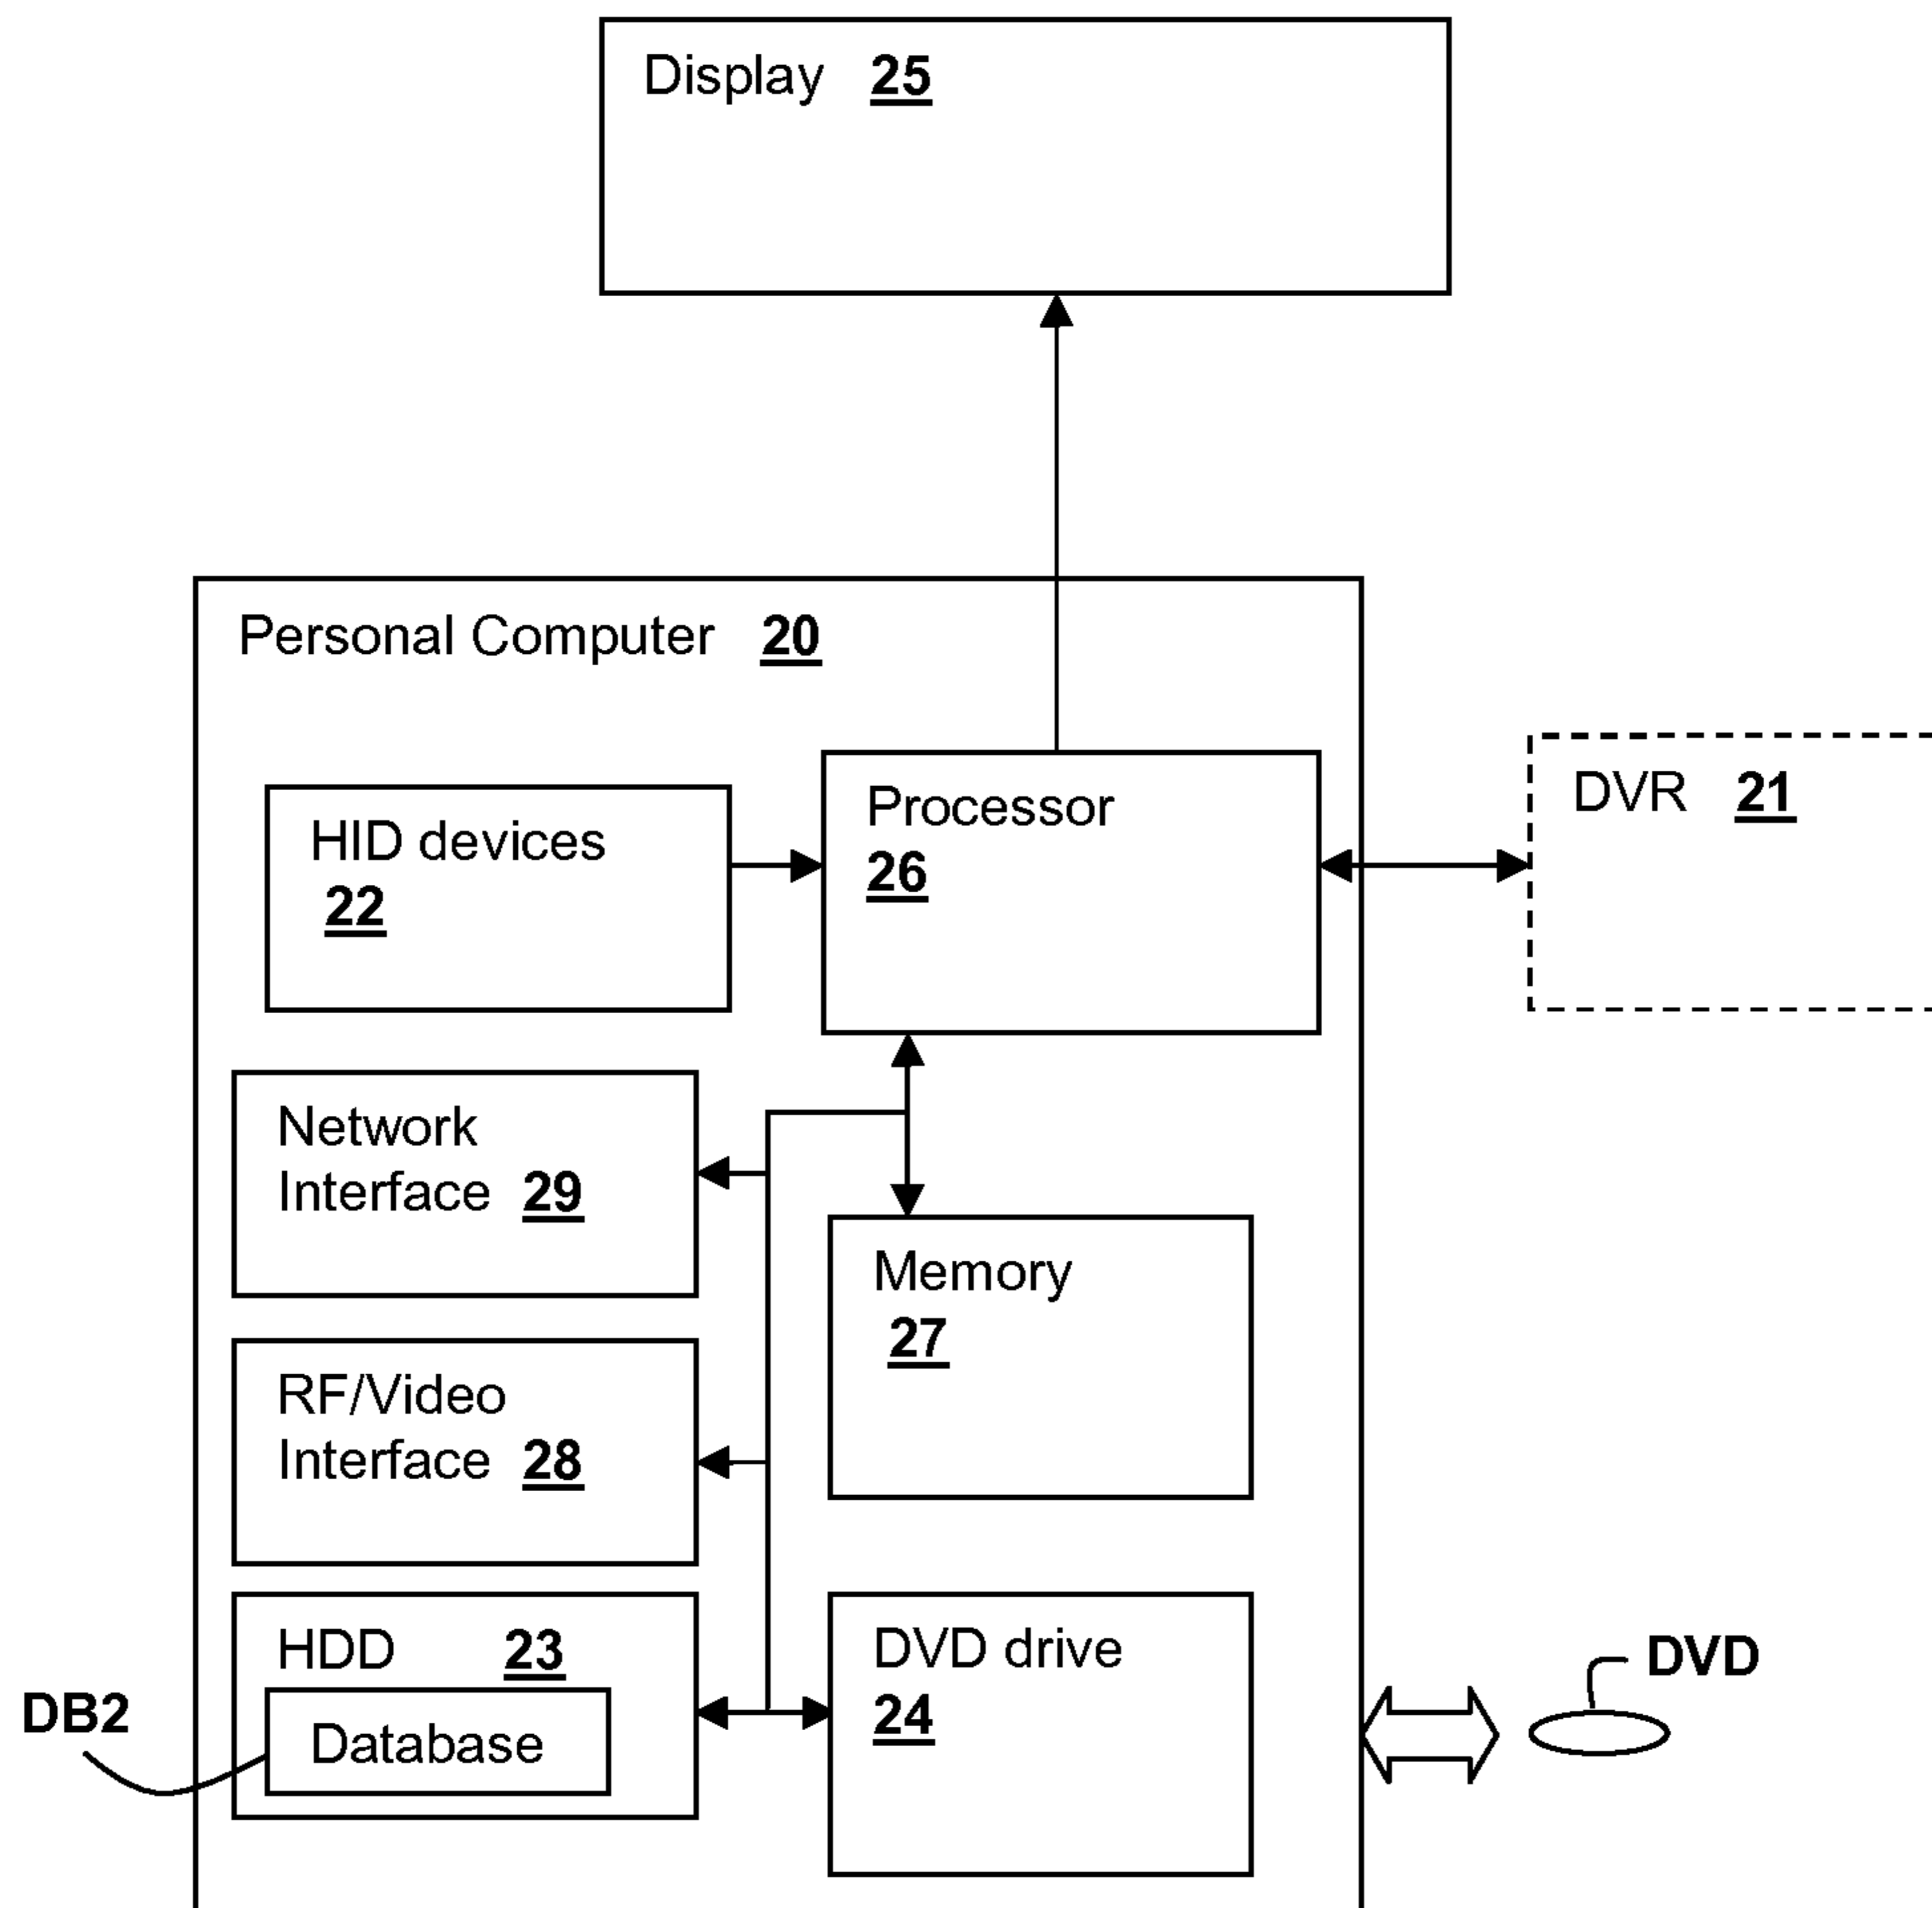 Display 25
Personal Computer 20
Processor
26
DVR 21
HID devices
22
Network
Interface 29
Memory
27
RF/Video
Interface 28
HDD 23
DVD drive
24
DVD
DB2
Database